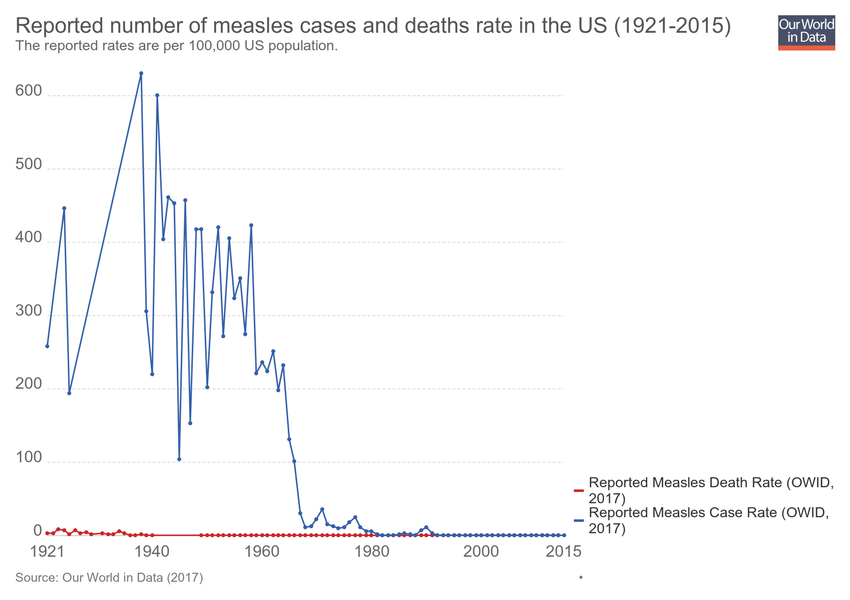 Reported number of measles cases and deaths rate in the US (1921-2015)
The reported rates are per 100,000 US population.
Our World
in Data
600
500
400
300
200
100
0
1921 1940 1960 1980 2000 2015
Reported Measles Death Rate (OWID,
2017)
Reported Measles Case Rate (OWID,
2017)
Source: Our World in Data (2017)